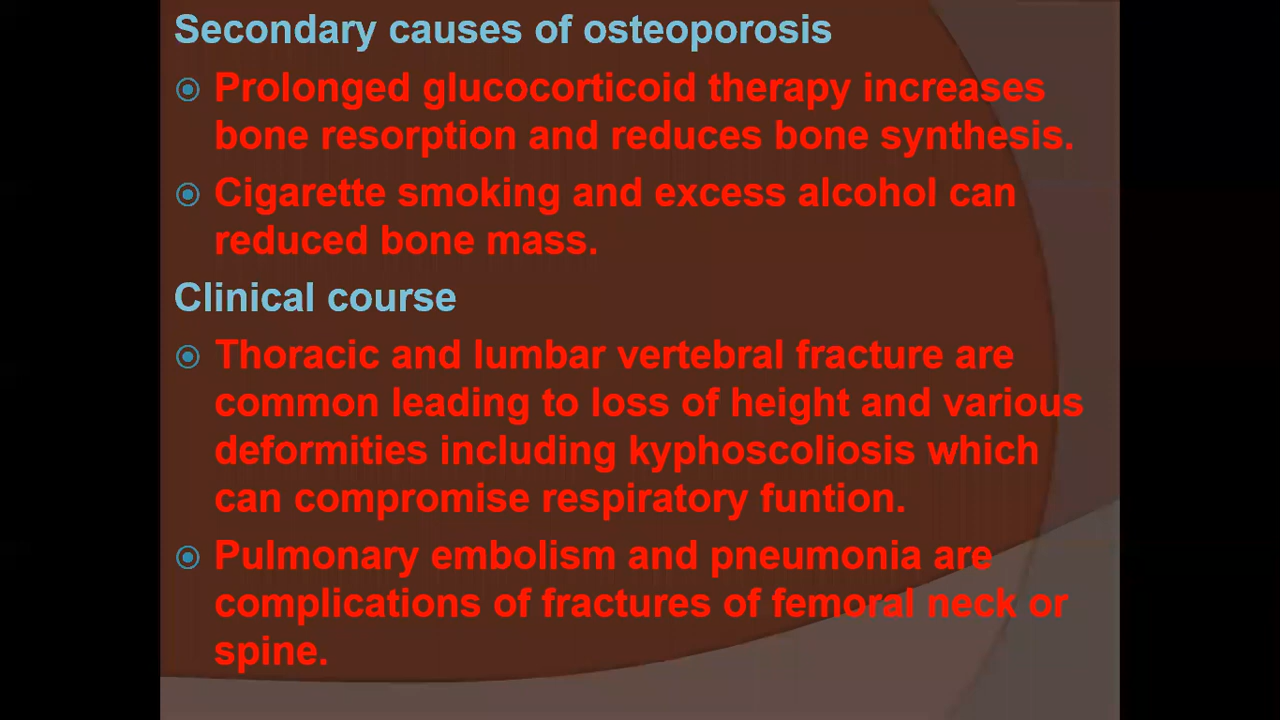 Secondary causes of osteoporosis
Prolonged glucocorticoid therapy increases
bone resorption and reduces bone synthesis.
Cigarette smoking and excess alcohol can
reduced bone mass.
Clinical course
Thoracic and lumbar vertebral fracture are
common leading to loss of height and various
deformities including kyphoscoliosis which
can compromise respiratory funtion.
Pulmonary embolism and pneumonia are
complications of fractures of femoral neck or
spine.